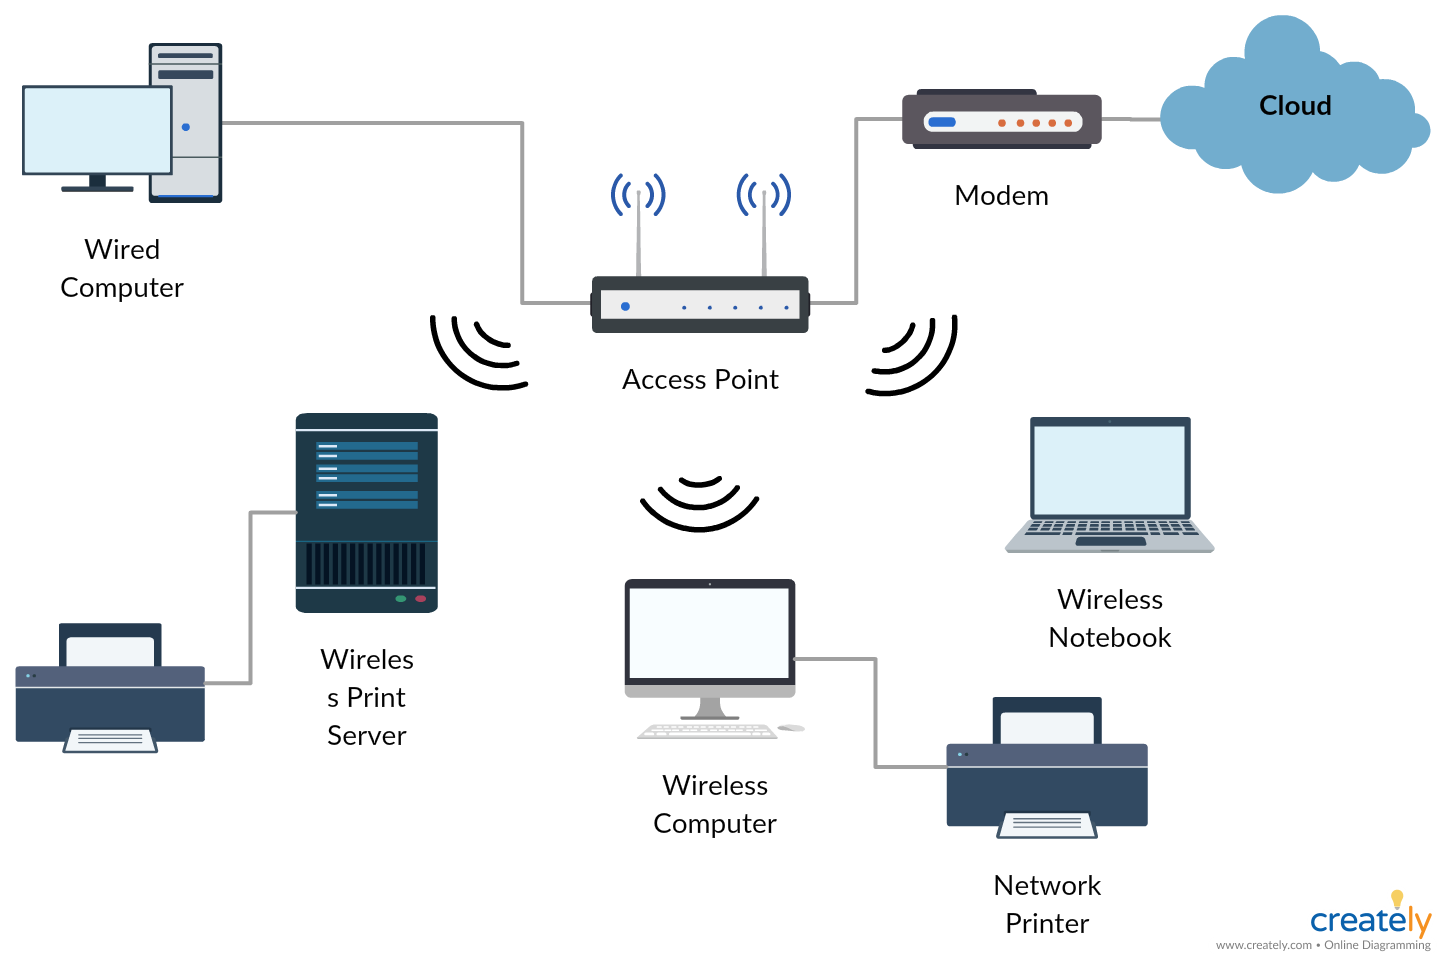 Cloud
Modem
Wired
Computer
Access Point
Wireless
Notebook
Wireles
s Print
Server
Wireless
Computer
Network
Printer
creately
www.creately.com • Online Diagramming